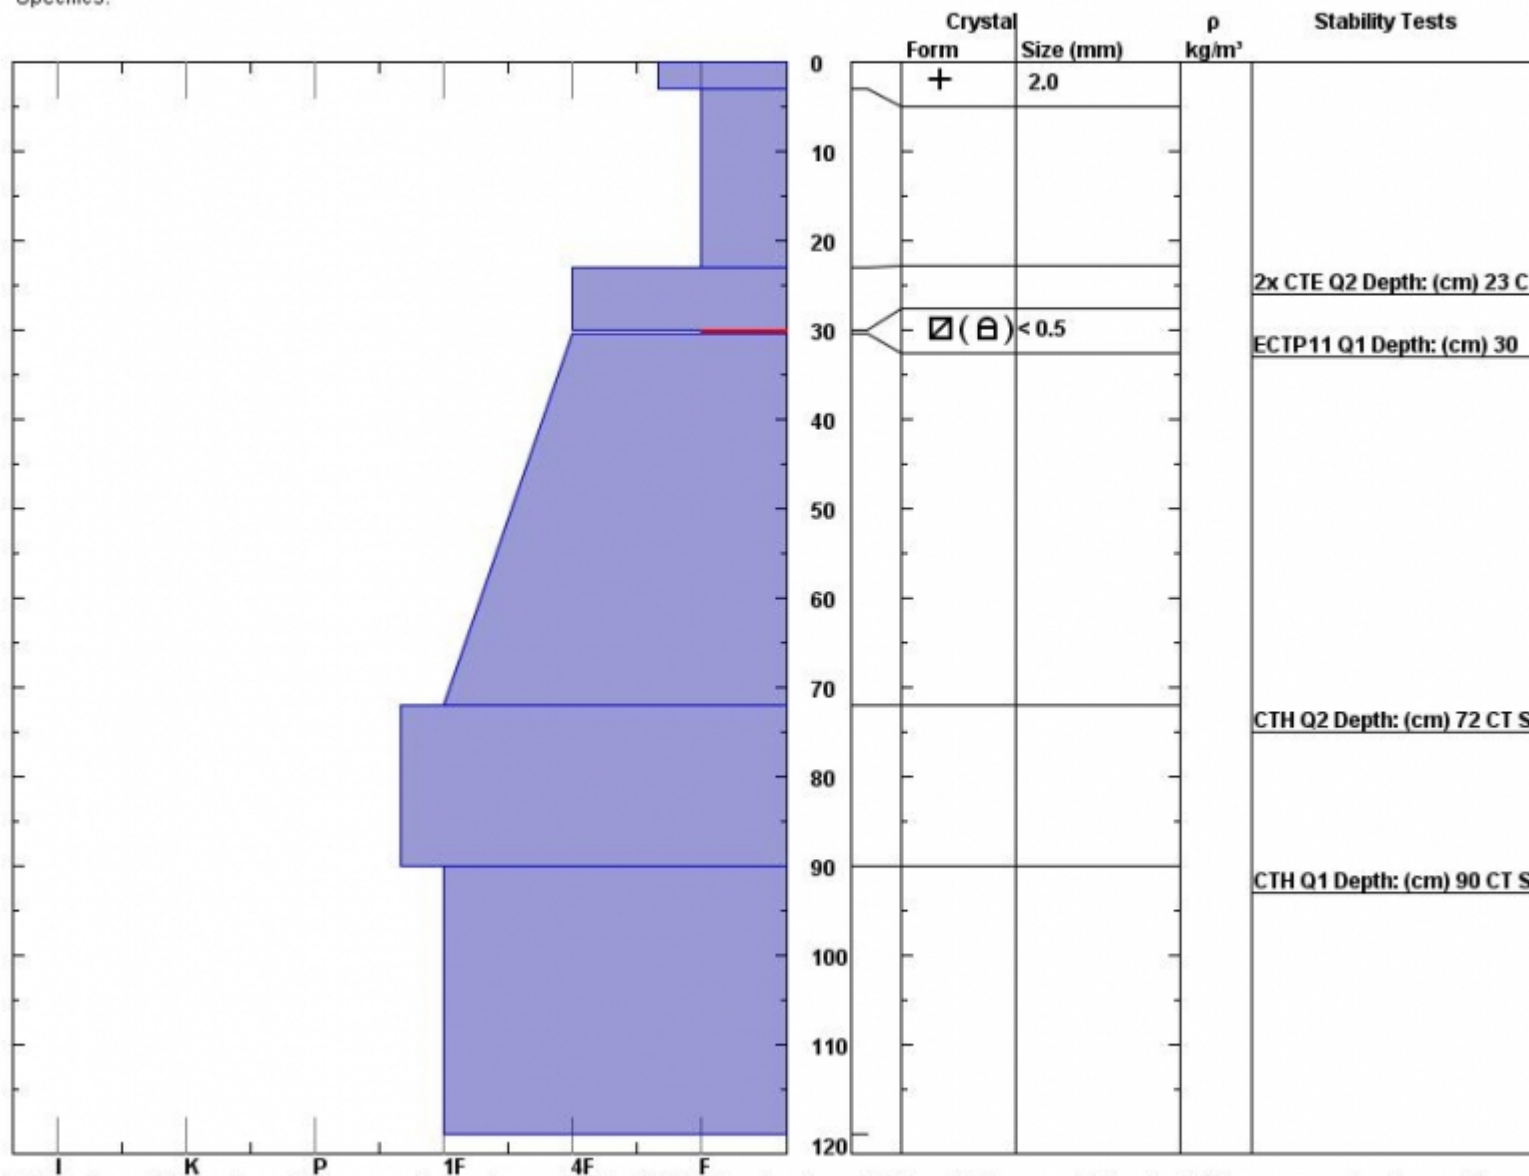 Specifics:
Crystal ρ Stability Tests
Form Size (mm) kg/m³
0
+ 2.0
10
20
2x CTE Q2 Depth: (cm) 23 C
30
( ) < 0.5
ECTP11 Q1 Depth: (cm) 30
40
50
60
70
CTH Q2 Depth: (cm) 72 CT S
80
90
CTH Q1 Depth: (cm) 90 CT S
100
110
120
I K P 1F 4F F